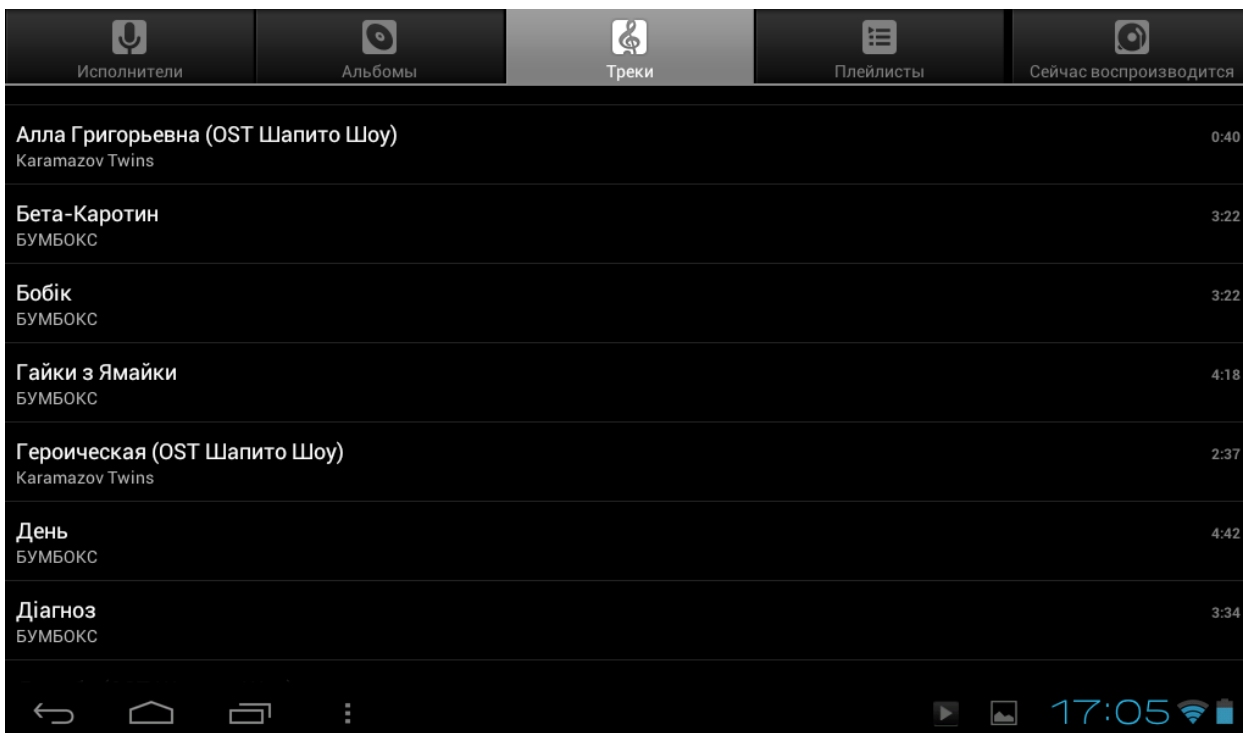 Исполнители
Альбомы
Треки
Плейлисты
Сейчас воспроизводится
Алла Григорьевна (OST Шапито Шоу)
0:40
Karamazov Twins
Бета-Каротин
3:22
БУМБОКС
Бобік
3:22
БУМБОКС
Гайки з Ямайки
4:18
БУМБОКС
Героическая (OST Шапито Шоу)
2:37
Karamazov Twins
День
4:42
БУМБОКС
Діагноз
3:34
БУМБОКС
17:05